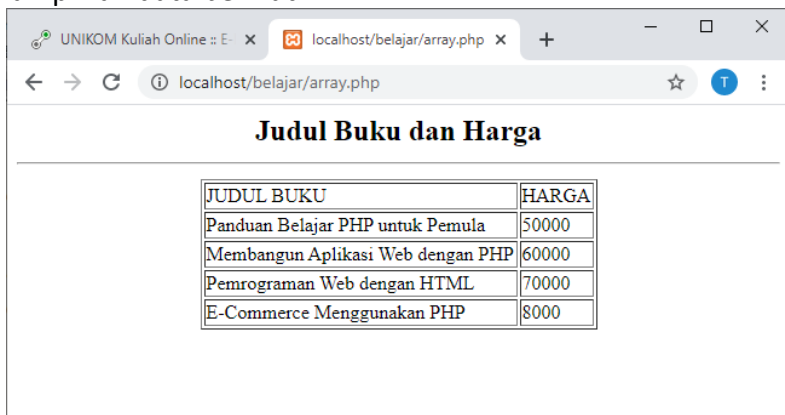 UNIKOM Kuliah Online :: E- localhost/belajar/array.php
localhost/belajar/array.php T
Judul Buku dan Harga
JUDUL BUKU HARGA
Panduan Belajar PHP untuk Pemula 50000
Membangun Aplikasi Web dengan PHP 60000
Pemrograman Web dengan HTML 70000
E-Commerce Menggunakan PHP 8000